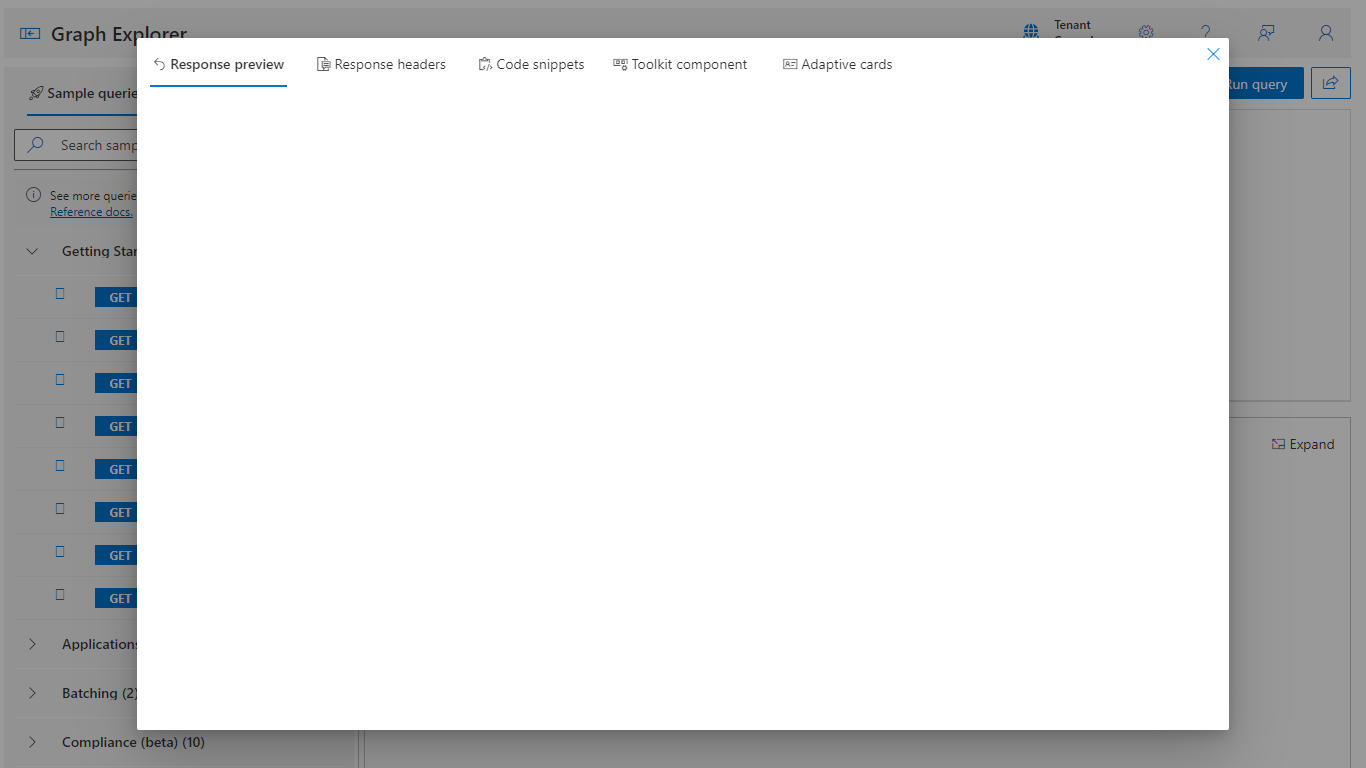 Graph Explorer
Tenant
Sample querie
Run query
Search samp
See more querie
Reference docs.
Getting Star
GET
GET
GET
GET
GET
GET
GET
GET
Applications
Batching (2)
Compliance (beta) (10)
Response preview
Response headers
Code snippets
Toolkit component
Adaptive cards
Expand